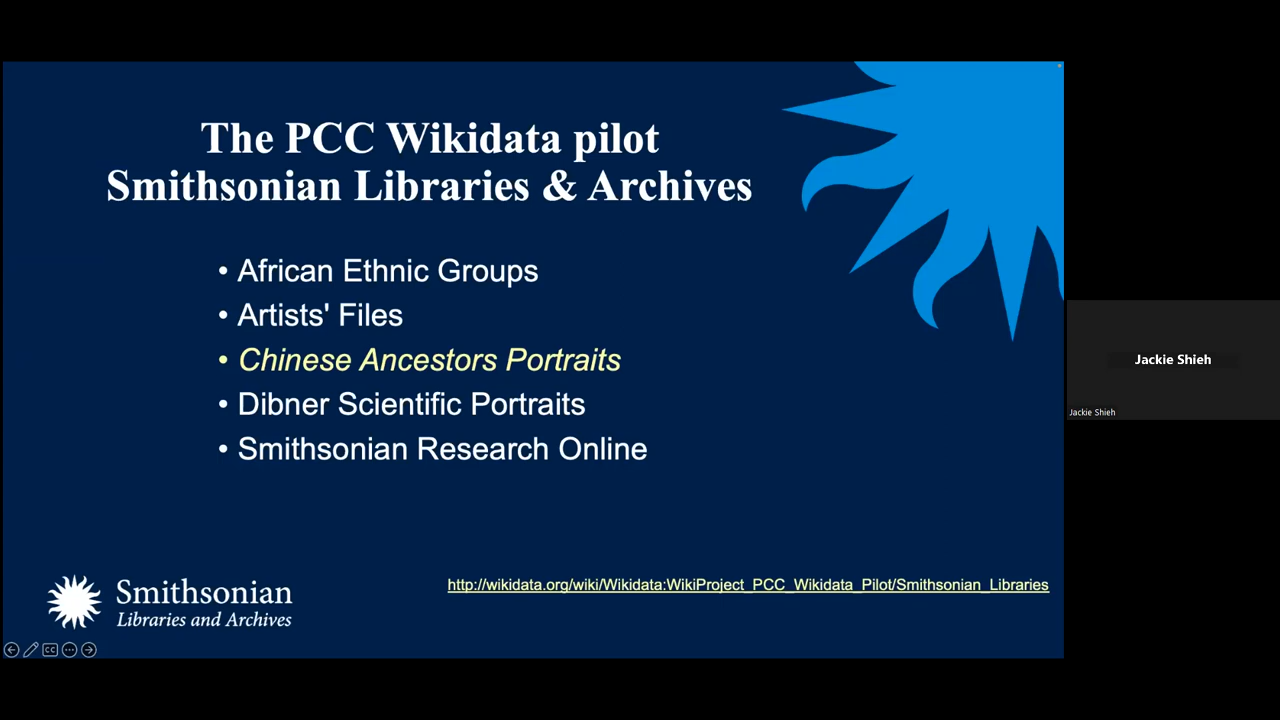 The PCC Wikidata pilot
Smithsonian Libraries & Archives
• African Ethnic Groups
• Artists' Files
• Chinese Ancestors Portraits
• Dibner Scientific Portraits
• Smithsonian Research Online
Smithsonian
Libraries and Archives
http://wikidata.org/wiki/Wikidata:WikiProject_PCC_Wikidata_Pilot/Smithsonian_Libraries
CC
Jackie Shieh
Jackie Shieh